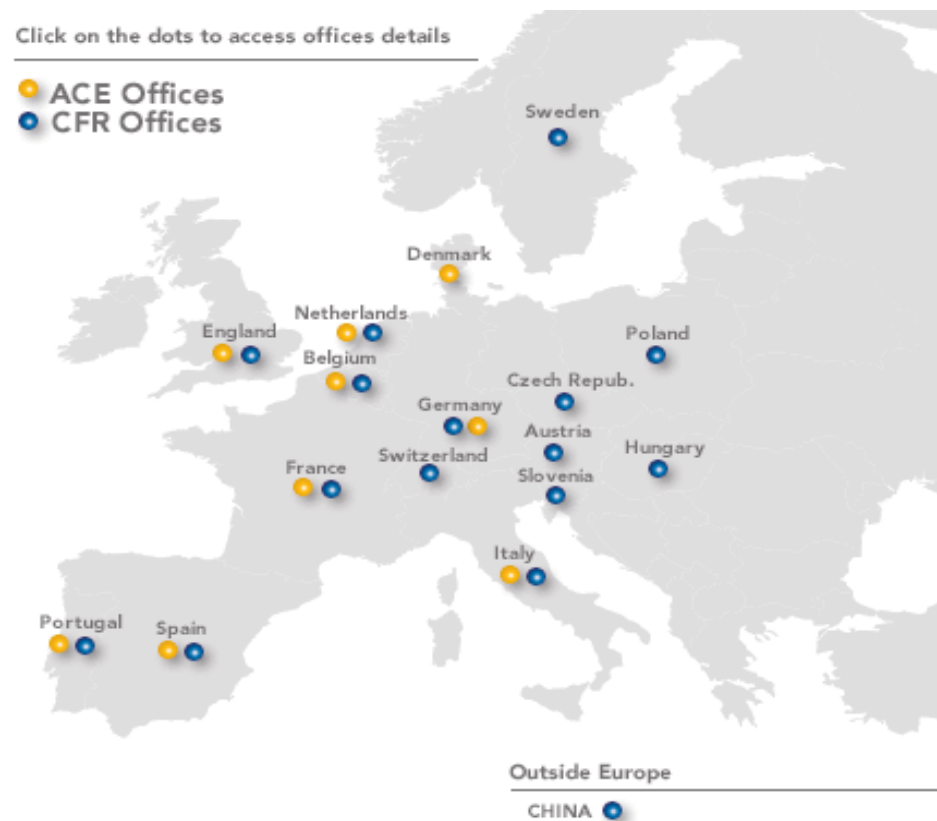 Click on the dots to access offices details
ACE Offices
CFR Offices
Sweden
Denmark
Netherlands
England
Poland
Belgium
Czech Repub.
Germany
Austria
Hungary
Switzerland
France
Slovenia
Italy
Portugal
Spain
Outside Europe
CHINA